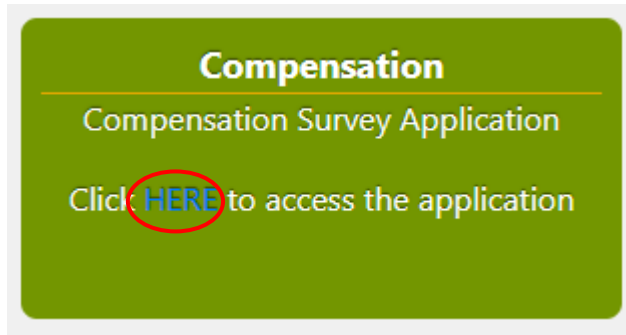 Compensation
Compensation Survey Application
Click HERE to access the application